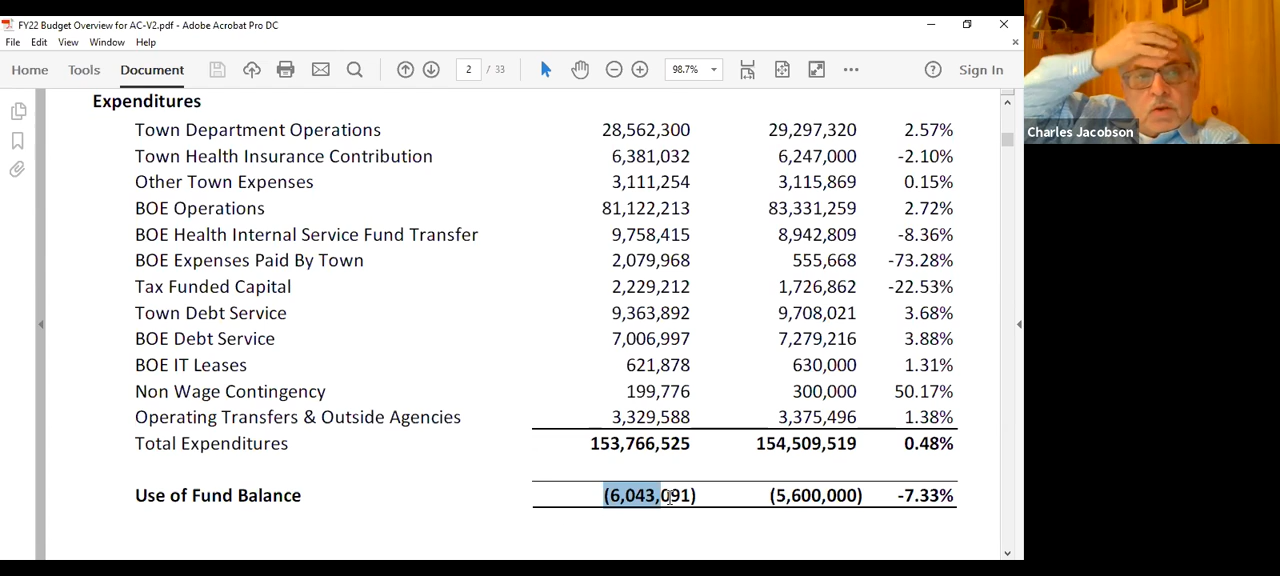 FY22 Budget Overview for AC-V2.pdf - Adobe Acrobat Pro DC
File Edit View Window Help
Home Tools Document 2 / 33 98.7% Sign In
Expenditures
Town Department Operations 28,562,300 29,297,320 2.57%
Town Health Insurance Contribution 6,381,032 6,247,000 -2.10%
Other Town Expenses 3,111,254 3,115,869 0.15%
BOE Operations 81,122,213 83,331,259 2.72%
BOE Health Internal Service Fund Transfer 9,758,415 8,942,809 -8.36%
BOE Expenses Paid By Town 2,079,968 555,668 -73.28%
Tax Funded Capital 2,229,212 1,726,862 -22.53%
Town Debt Service 9,363,892 9,708,021 3.68%
BOE Debt Service 7,006,997 7,279,216 3.88%
BOE IT Leases 621,878 630,000 1.31%
Non Wage Contingency 199,776 300,000 50.17%
Operating Transfers & Outside Agencies 3,329,588 3,375,496 1.38%
Total Expenditures 153,766,525 154,509,519 0.48%
Use of Fund Balance (6,043,091) (5,600,000) -7.33%
Charles Jacobson